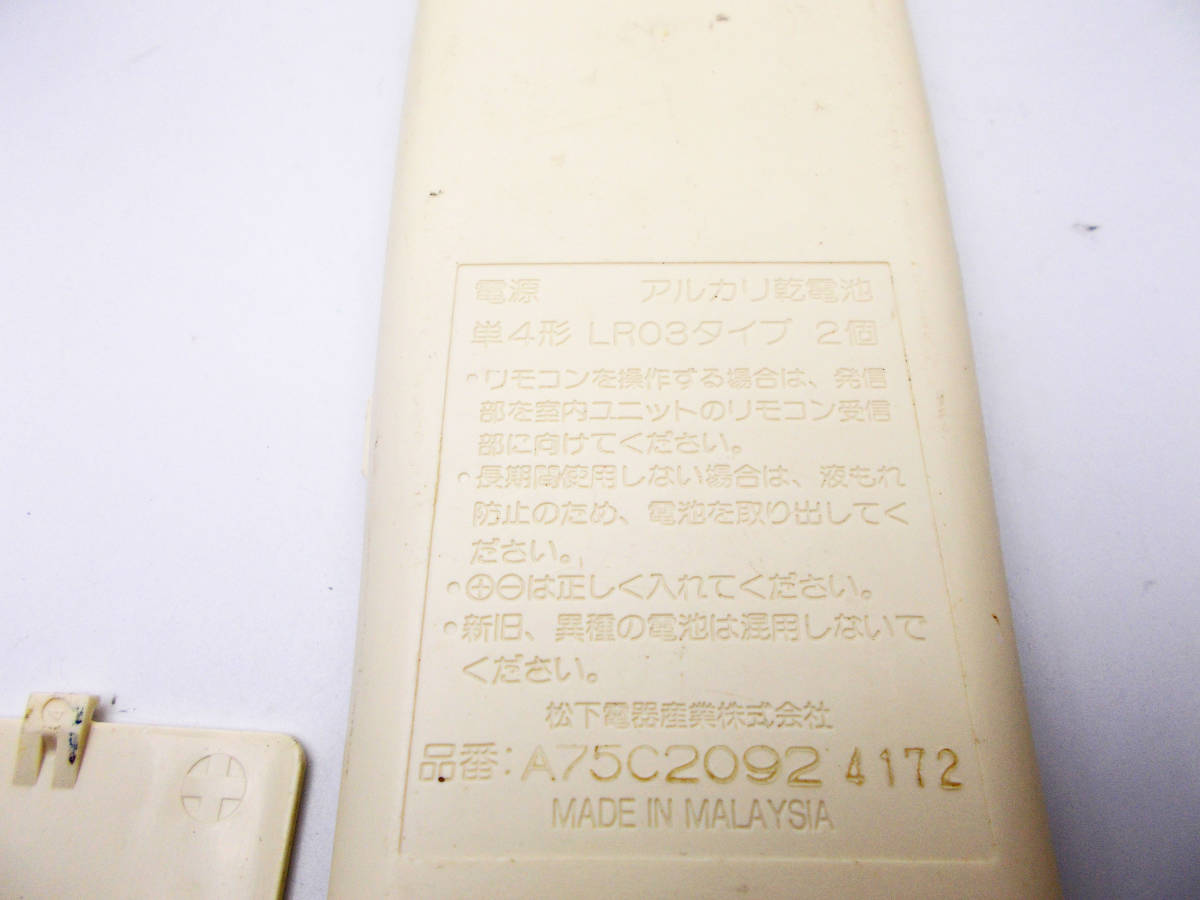 電源 アルカリ乾電池
単4形 LR03タイプ 2個
•リモコンを操作する場合は、発信
部を室内ユニットのリモコン受信
部に向けてください。
•長期間使用しない場合は、液もれ
防止のため、電池を取り出してく
ださい。
•⊕⊖は正しく入れてください。
•新旧、異種の電池は混用しないで
ください。
松下電器産業株式会社
品番：A75C2092 4172
MADE IN MALAYSIA
⊕